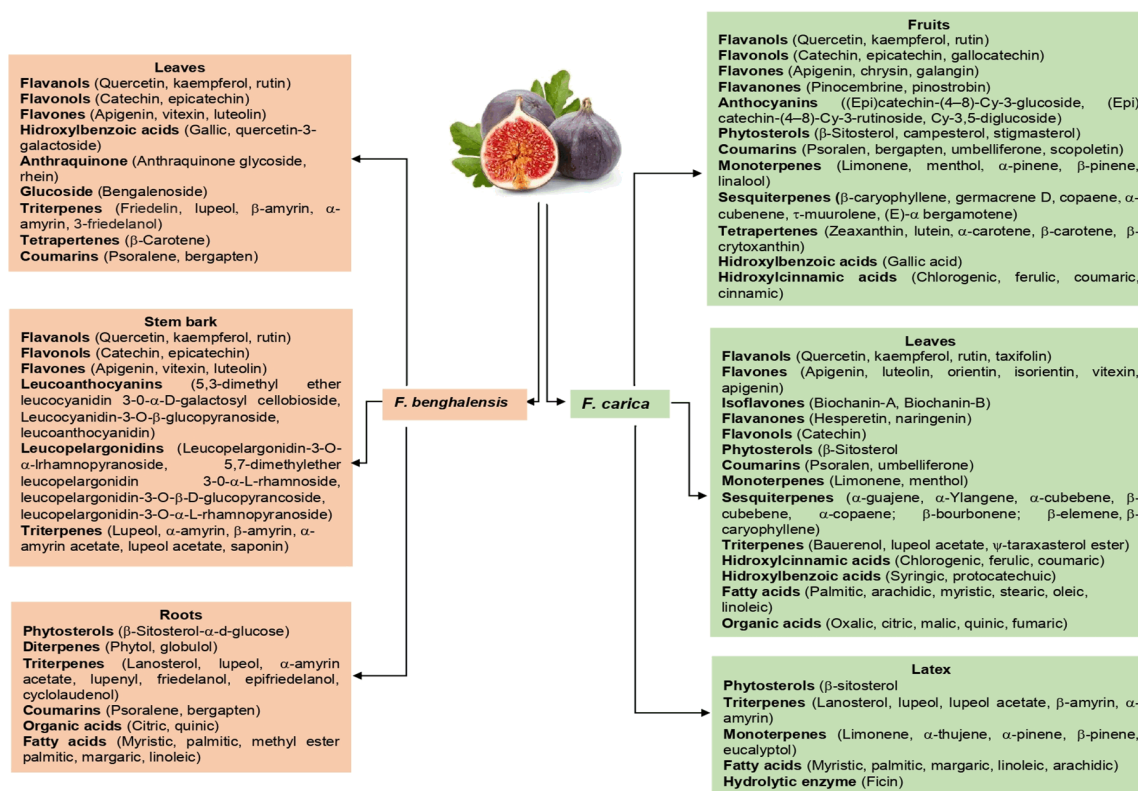 Leaves
Flavanols (Quercetin, kaempferol, rutin)
Flavonols (Catechin, epicatechin)
Flavones (Apigenin, vitexin, luteolin)
Hidroxylbenzoic acids (Gallic, quercetin-3-
galactoside)
Anthraquinone (Anthraquinone glycoside,
rhein)
Glucoside (Bengalenoside)
Triterpenes (Friedelin, lupeol, β-amyrin, α-
amyrin, 3-friedelanol)
Tetrapertenes (β-Carotene)
Coumarins (Psoralene, bergapten)
Stem bark
Flavanols (Quercetin, kaempferol, rutin)
Flavonols (Catechin, epicatechin)
Flavones (Apigenin, vitexin, luteolin)
Leucoanthocyanins (5,3-dimethyl ether
leucocyanidin 3-0-α-D-galactosyl cellobioside,
Leucocyanidin-3-O-β-glucopyranoside,
leucoanthocyanidin)
Leucopelargonidins (Leucopelargonidin-3-O-
α-lrhamnopyranoside, 5,7-dimethylether
leucopelargonidin 3-0-α-L-rhamnoside,
leucopelargonidin-3-O-β-D-glucopyrancoside,
leucopelargonidin-3-O-α-L-rhamnopyranoside)
Triterpenes (Lupeol, α-amyrin, β-amyrin, α-
amyrin acetate, lupeol acetate, saponin)
Roots
Phytosterols (β-Sitosterol-α-d-glucose)
Diterpenes (Phytol, globulol)
Triterpenes (Lanosterol, lupeol, α-amyrin
acetate, lupenyl, friedelanol, epifriedelanol,
cyclolaudenol)
Coumarins (Psoralene, bergapten)
Organic acids (Citric, quinic)
Fatty acids (Myristic, palmitic, methyl ester
palmitic, margaric, linoleic)
F. benghalensis
F. carica
Fruits
Flavanols (Quercetin, kaempferol, rutin)
Flavonols (Catechin, epicatechin, gallocatechin)
Flavones (Apigenin, chrysin, galangin)
Flavanones (Pinocembrine, pinostrobin)
Anthocyanins ((Epi)catechin-(4–8)-Cy-3-glucoside, (Epi)
catechin-(4–8)-Cy-3-rutinoside, Cy-3,5-diglucoside)
Phytosterols (β-Sitosterol, campesterol, stigmasterol)
Coumarins (Psoralen, bergapten, umbelliferone, scopoletin)
Monoterpenes (Limonene, menthol, α-pinene, β-pinene,
linalool)
Sesquiterpenes (β-caryophyllene, germacrene D, copaene, α-
cubenene, τ-muurolene, (E)-α bergamotene)
Tetrapertenes (Zeaxanthin, lutein, α-carotene, β-carotene, β-
crytoxanthin)
Hidroxylbenzoic acids (Gallic acid)
Hidroxylcinnamic acids (Chlorogenic, ferulic, coumaric,
cinnamic)
Leaves
Flavanols (Quercetin, kaempferol, rutin, taxifolin)
Flavones (Apigenin, luteolin, orientin, isorientin, vitexin,
apigenin)
Isoflavones (Biochanin-A, Biochanin-B)
Flavanones (Hesperetin, naringenin)
Flavonols (Catechin)
Phytosterols (β-Sitosterol
Coumarins (Psoralen, umbelliferone)
Monoterpenes (Limonene, menthol)
Sesquiterpenes (α-guajene, α-Ylangene, α-cubebene, β-
cubebene, α-copaene; β-bourbonene; β-elemene, β-
caryophyllene)
Triterpenes (Bauerenol, lupeol acetate, ψ-taraxasterol ester)
Hidroxylcinnamic acids (Chlorogenic, ferulic, coumaric)
Hidroxylbenzoic acids (Syringic, protocatechuic)
Fatty acids (Palmitic, arachidic, myristic, stearic, oleic,
linoleic)
Organic acids (Oxalic, citric, malic, quinic, fumaric)
Latex
Phytosterols (β-sitosterol
Triterpenes (Lanosterol, lupeol, lupeol acetate, β-amyrin, α-
amyrin)
Monoterpenes (Limonene, α-thujene, α-pinene, β-pinene,
eucalyptol)
Fatty acids (Myristic, palmitic, margaric, linoleic, arachidic)
Hydrolytic enzyme (Ficin)